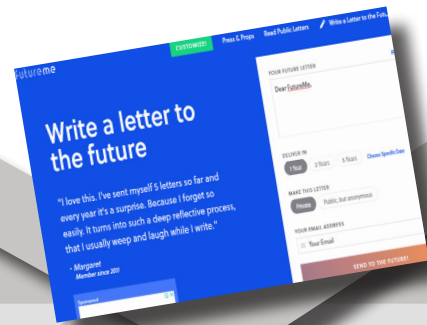 futureme
CUSTOMIZE!
Press & Props
Read Public Letters
Write a Letter to the
Write a letter to
the future
"I love this. I've sent myself 5 letters so far and
every year it's a surprise. Because I forget so
easily. It turns into such a deep reflective process,
that I usually weep and laugh while I write."
- Margaret
Member since 2011
Sponsored
YOUR FUTURE LETTER
Dear FutureMe,
DELIVER IN
1 Year
3 Years
5 Years
Choose Specific Date
MAKE THIS LETTER
Private
Public, but anonymous
YOUR EMAIL ADDRESS
Your Email
SEND TO THE FUTURE!